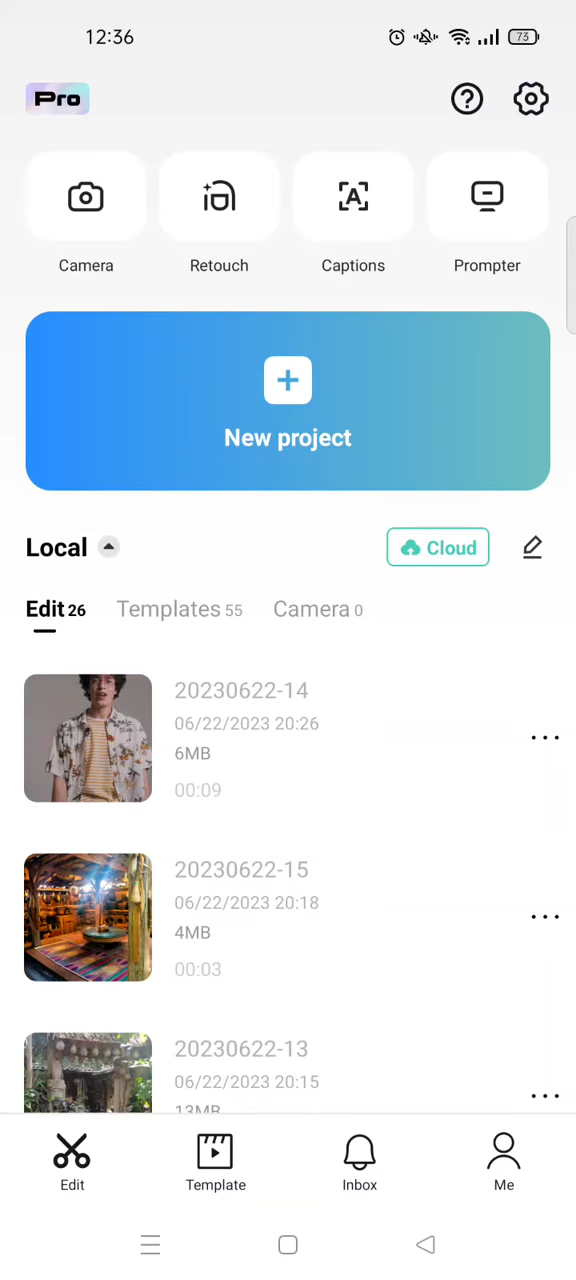 12:36
73
Pro
Camera
Retouch
Captions
Prompter
New project
Local
Cloud
Edit 26 Templates 55 Camera 0
20230622-14
06/22/2023 20:26
6MB
00:09
20230622-15
06/22/2023 20:18
4MB
00:03
20230622-13
06/22/2023 20:15
13MB
Edit
Template
Inbox
Me